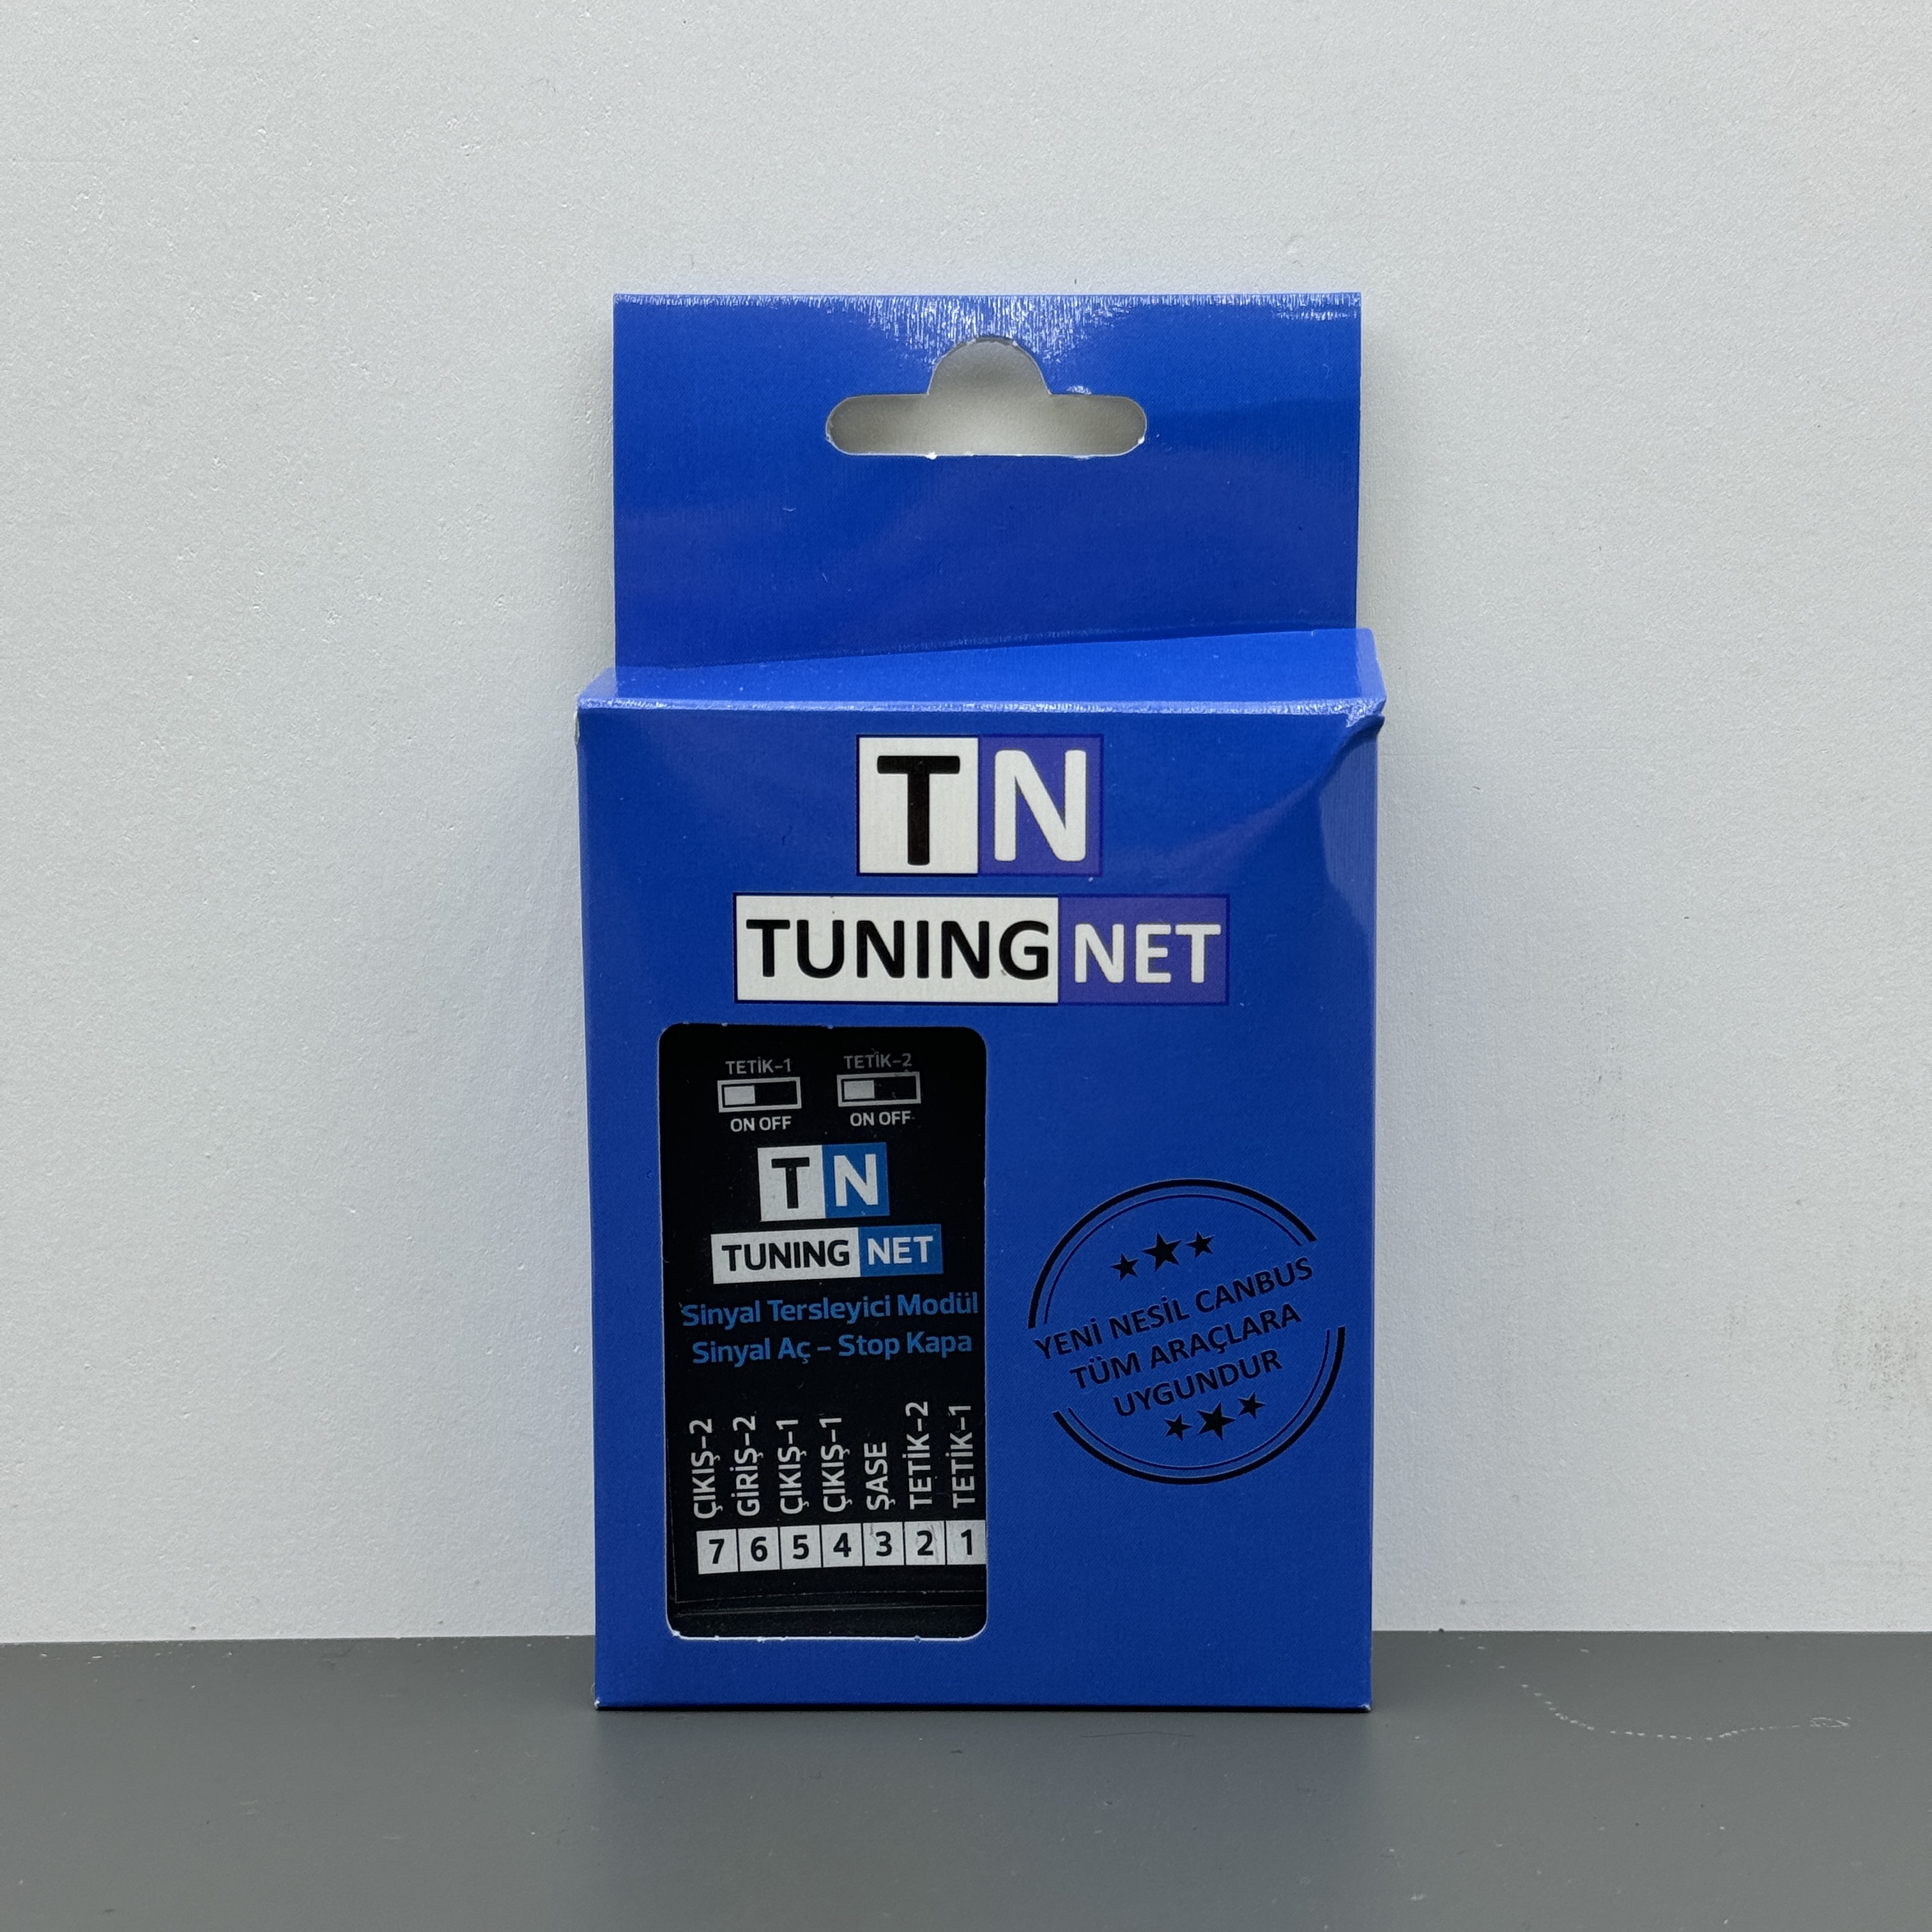 TN
TUNING NET
TETİK-1 TETİK-2
ON OFF ON OFF
TN
TUNING NET
Sinyal Tersleyici Modül
Sinyal Aç - Stop Kapa
ÇIKIŞ-2
GİRİŞ-2
ÇIKIŞ-1
ÇIKIŞ-1
ŞASE
TETİK-2
TETİK-1
7 6 5 4 3 2 1
YENİ NESİL CANBUS
TÜM ARAÇLARA
UYGUNDUR